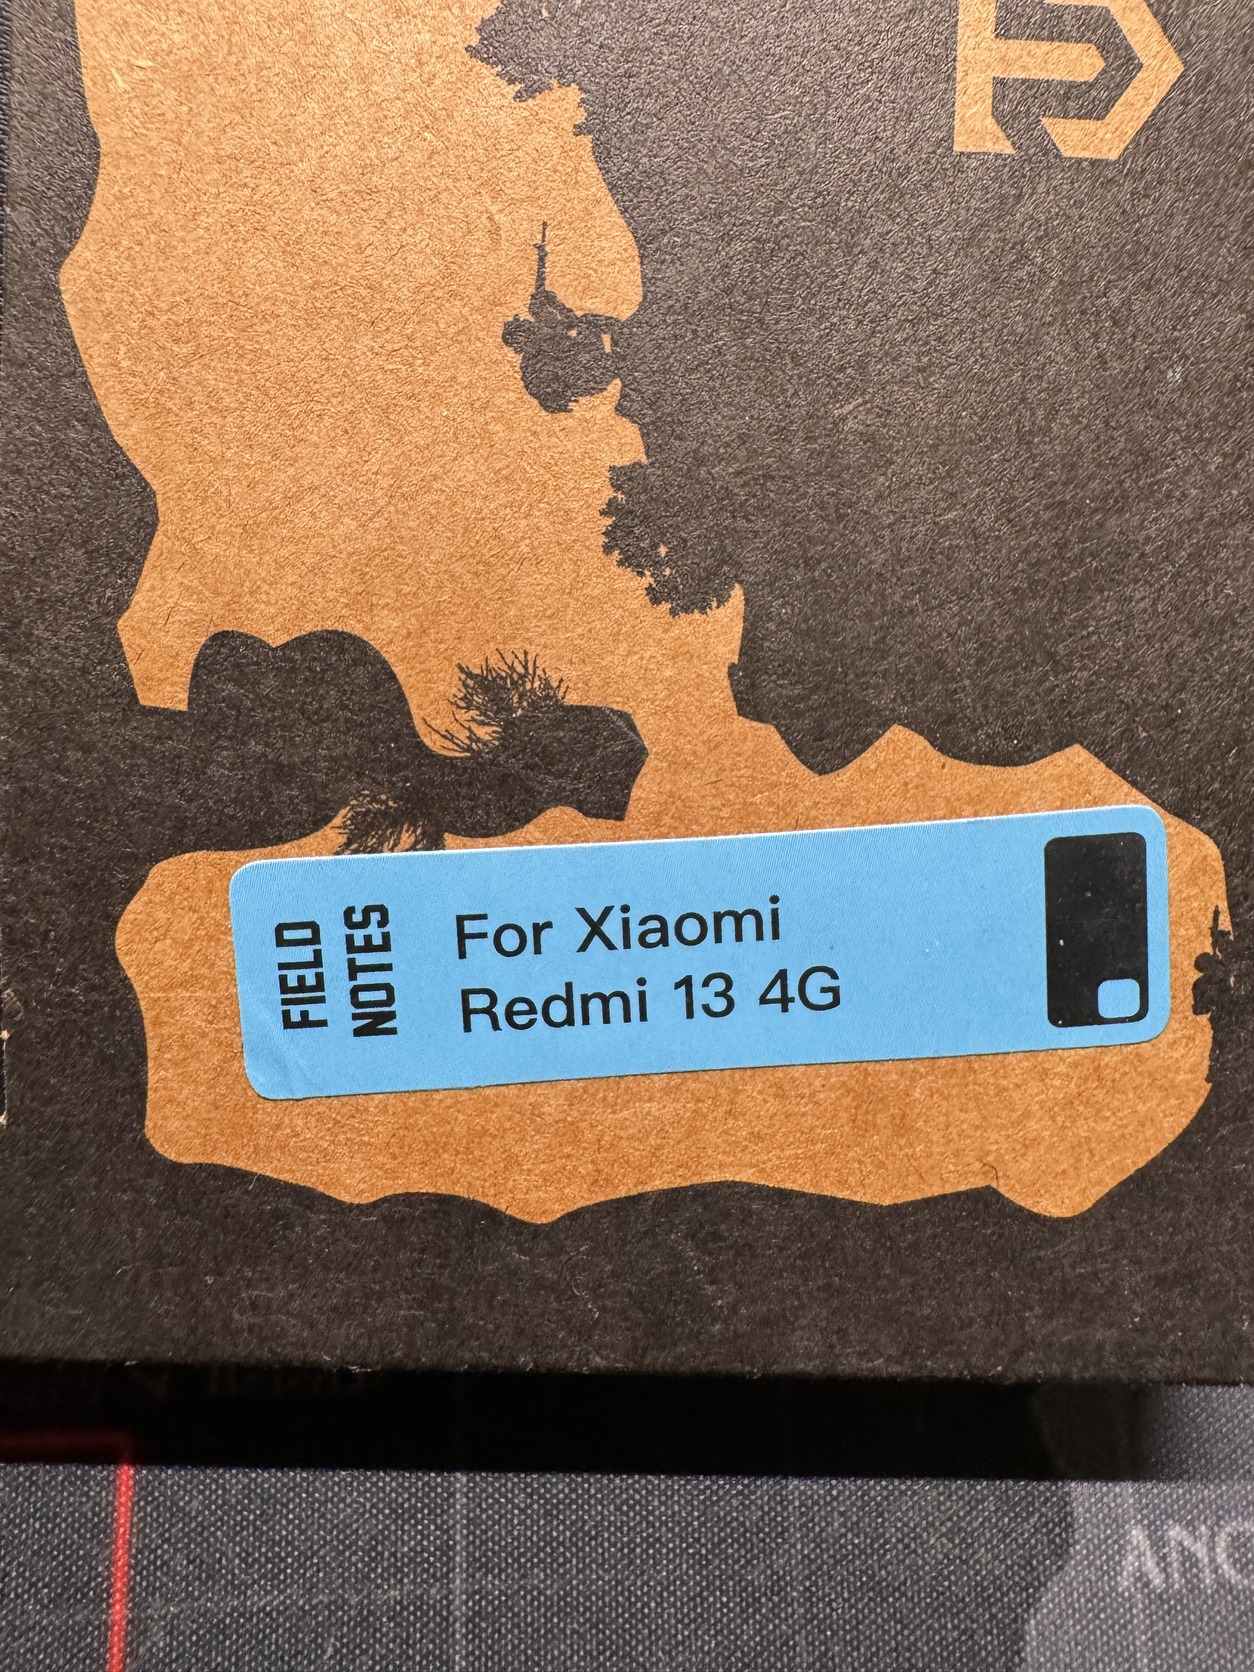 FIELD
NOTES
For Xiaomi
Redmi 13 4G